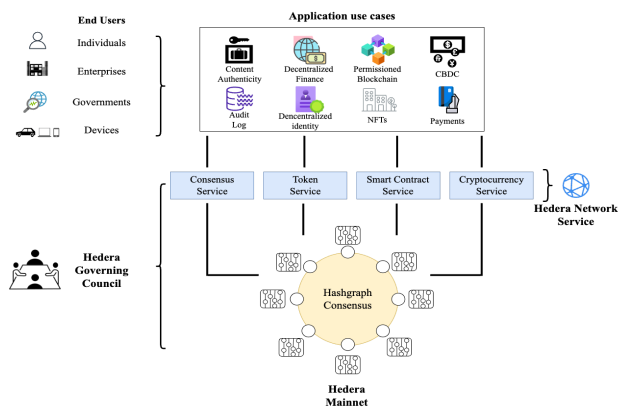 End Users
Individuals
Enterprises
Governments
Devices
Application use cases
Content
Authenticity
Decentralized
Finance
Permissioned
Blockchain
CBDC
Audit
Log
Dencentralized
identity
NFTs
Payments
Consensus
Service
Token
Service
Smart Contract
Service
Cryptocurrency
Service
Hedera Network
Service
Hedera
Governing
Council
Hashgraph
Consensus
Hedera
Mainnet